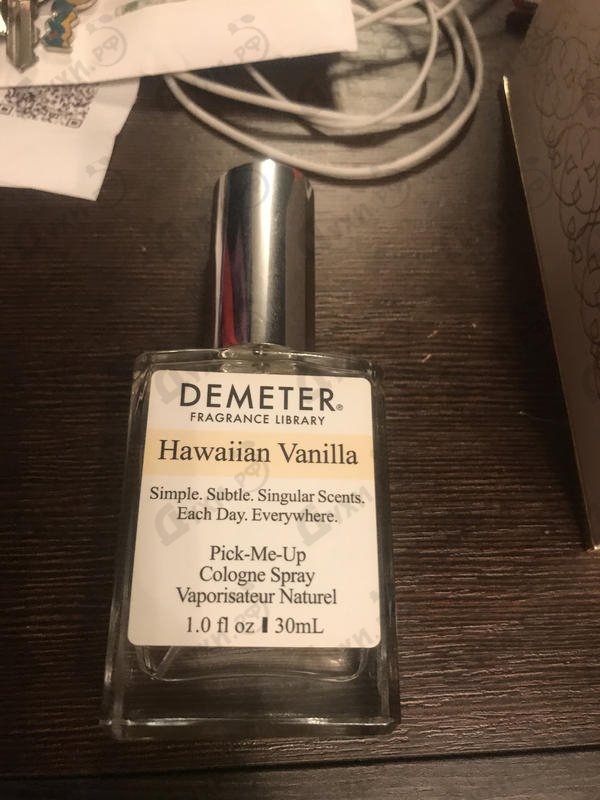 DEMETER®
FRAGRANCE LIBRARY
Hawaiian Vanilla
Simple. Subtle. Singular Scents.
Each Day. Everywhere.
Pick-Me-Up
Cologne Spray
Vaporisateur Naturel
1.0 fl oz | 30mL